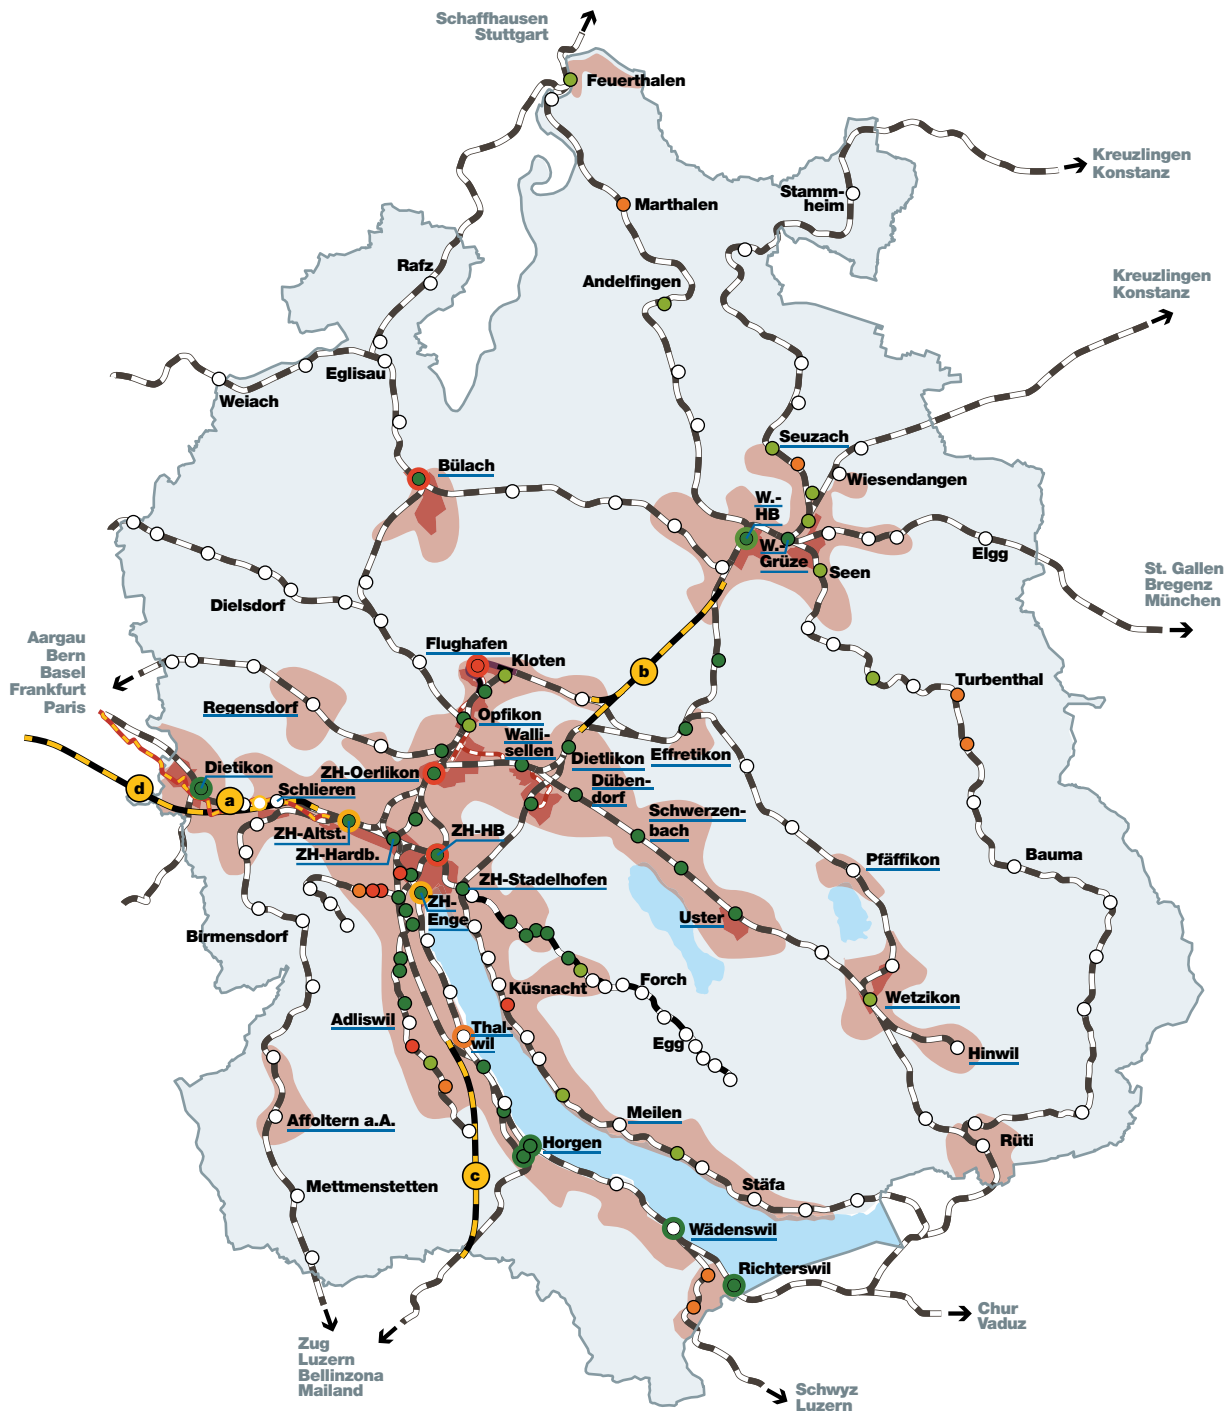 Schaffhausen
Stuttgart
Feuerthalen
Kreuzlingen
Konstanz
Stamm-
heim
Marthalen
Rafz
Andelfingen
Kreuzlingen
Konstanz
Eglisau
Weiach
Seuzach
Bülach
Wiesendangen
W.-
HB
W.-
Grüze
Elgg
Seen
St. Gallen
Bregenz
München
Dielsdorf
Aargau
Bern
Basel
Frankfurt
Paris
Flughafen
Kloten
b
Turbenthal
Regensdorf
Opfikon
Walli-
sellen
Dietlikon
Effretikon
Dietikon
ZH-Oerlikon
d
a
Schlieren
Düben-
dorf
Schwerzen-
bach
ZH-Altst.
ZH-HB
ZH-Hardb.
Bauma
Pfäffikon
ZH-Stadelhofen
ZH-
Enge
Uster
Birmensdorf
Forch
Küsnacht
Wetzikon
Adliswil
Thal-
wil
Egg
Hinwil
Meilen
Affoltern a.A.
Horgen
Rüti
c
Mettmenstetten
Stäfa
Wädenswil
Richterswil
Chur
Vaduz
Zug
Luzern
Bellinzona
Mailand
Schwyz
Luzern